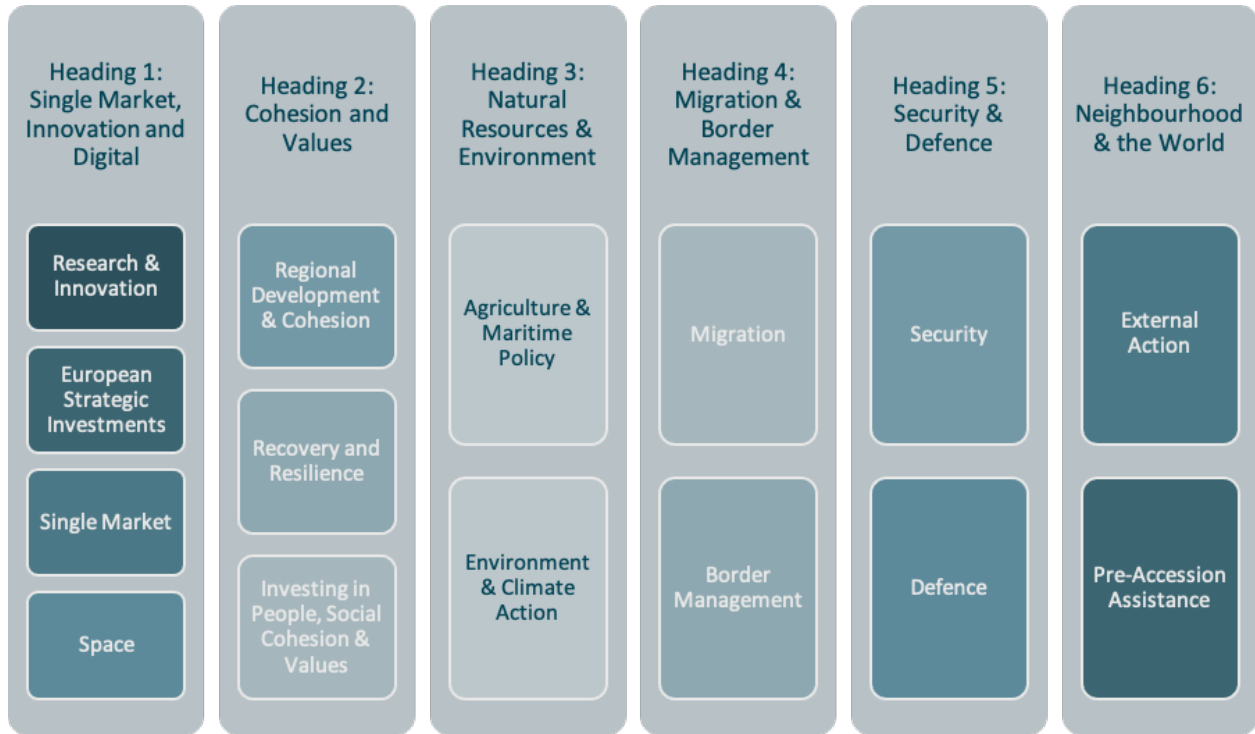 Heading 1:
Single Market,
Innovation and
Digital
Research &
Innovation
European
Strategic
Investments
Single Market
Space
Heading 2:
Cohesion and
Values
Regional
Development
& Cohesion
Recovery and
Resilience
Investing in
People, Social
Cohesion &
Values
Heading 3:
Natural
Resources &
Environment
Agriculture &
Maritime
Policy
Environment
& Climate
Action
Heading 4:
Migration &
Border
Management
Migration
Border
Management
Heading 5:
Security &
Defence
Security
Defence
Heading 6:
Neighbourhood
& the World
External
Action
Pre-Accession
Assistance